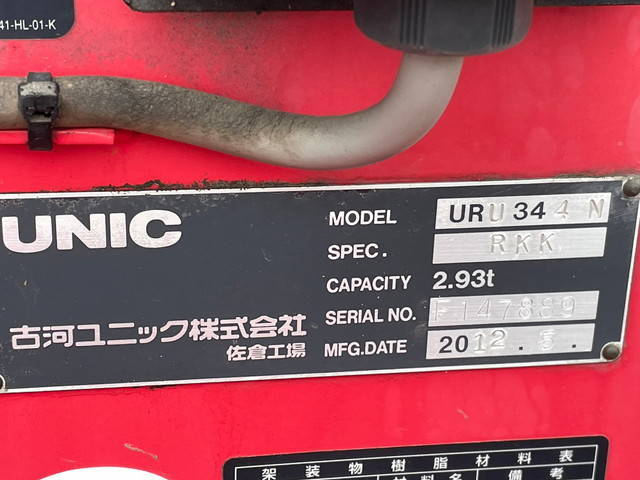 41-HL-01-K
UNIC
MODEL URU344N
SPEC. RKK
CAPACITY 2.93t
SERIAL NO. F147889
MFG.DATE 2012.5.
古河ユニック株式会社
佐倉工場
架装物樹脂材料表
備考